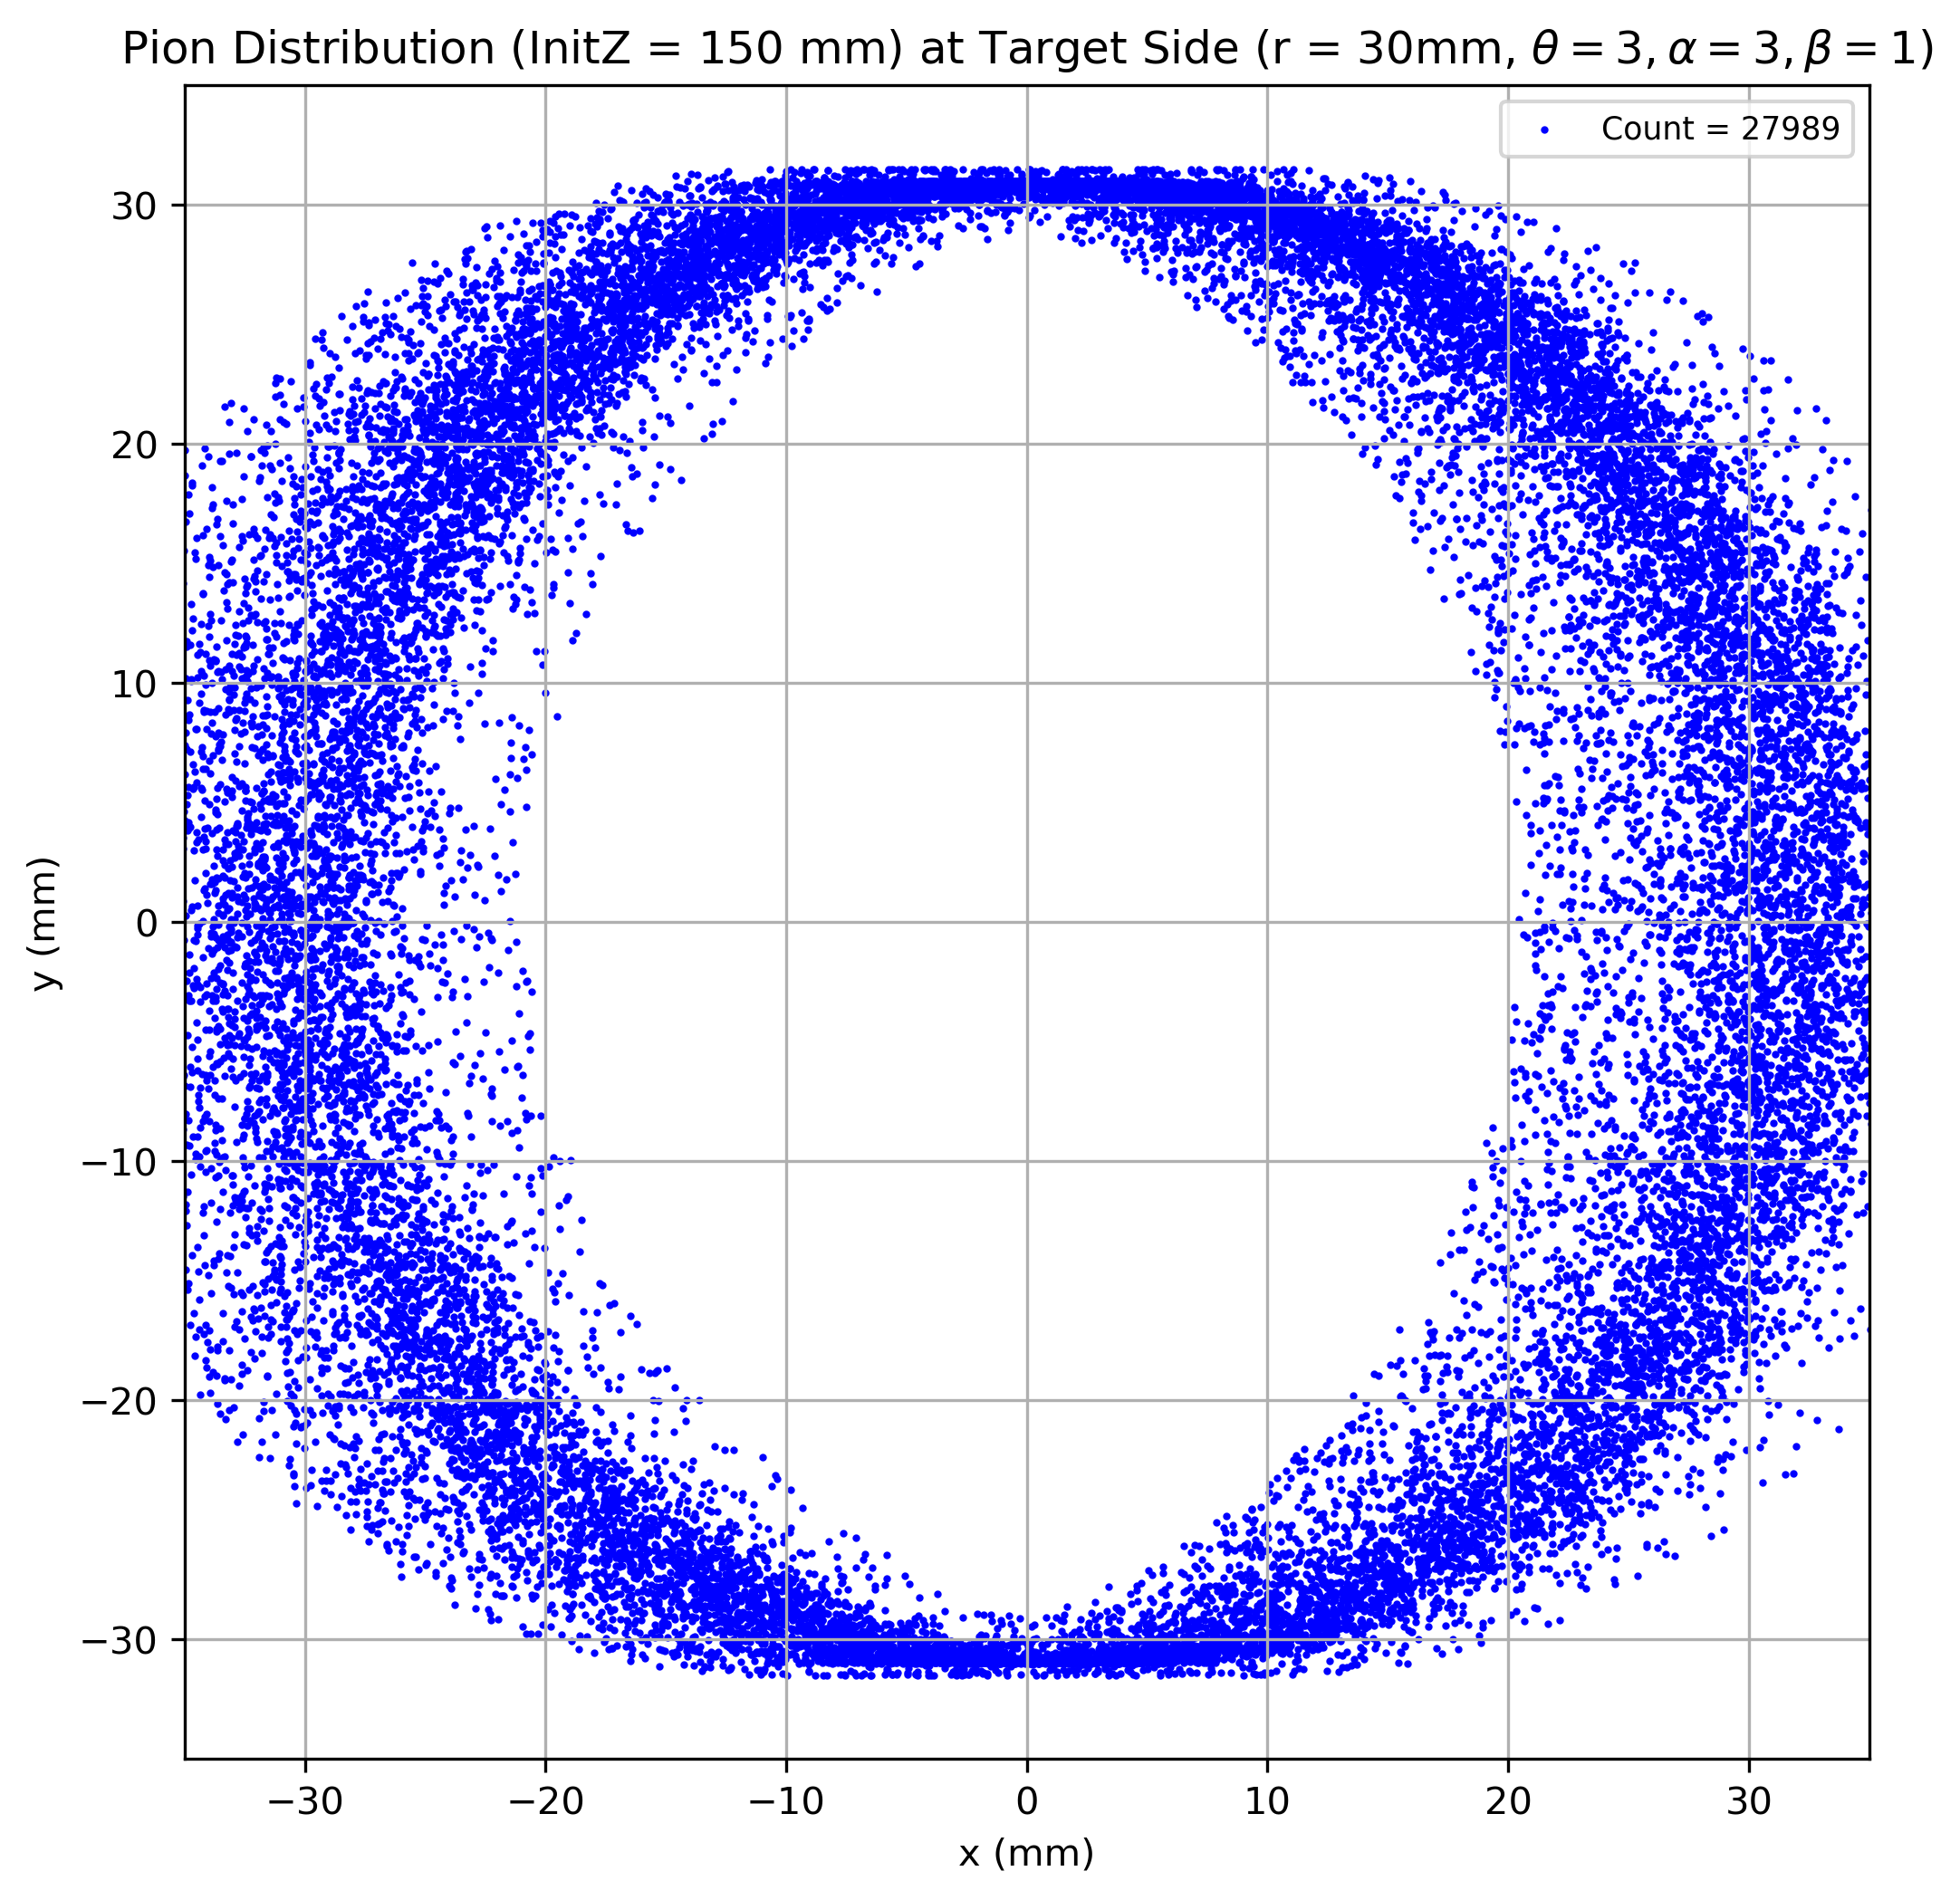 Pion Distribution (InitZ = 150 mm) at Target Side (r = 30mm, θ = 3, α = 3, β = 1)
Count = 27989
30
20
10
0
−10
−20
−30
y (mm)
−30 −20 −10 0 10 20 30
x (mm)